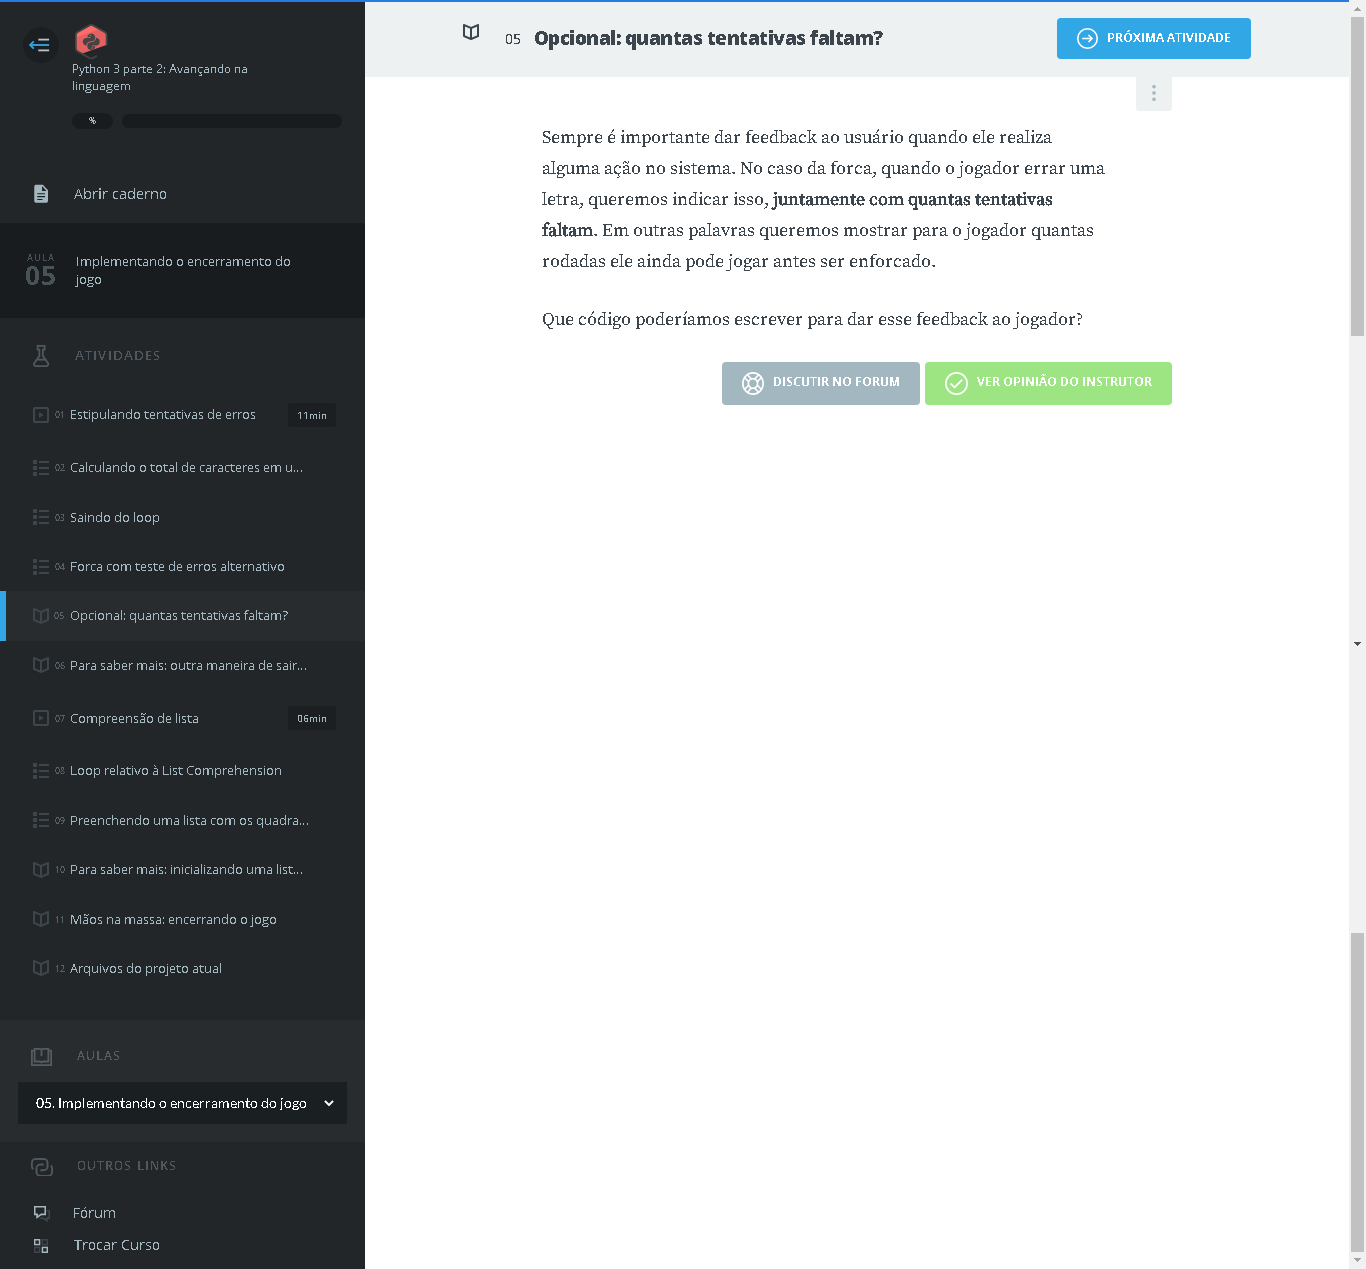 Python 3 parte 2: Avançando na
linguagem
%
Abrir caderno
AULA
05
Implementando o encerramento do
jogo
ATIVIDADES
01 Estipulando tentativas de erros 11min
02 Calculando o total de caracteres em u...
03 Saindo do loop
04 Forca com teste de erros alternativo
05 Opcional: quantas tentativas faltam?
06 Para saber mais: outra maneira de sair...
07 Compreensão de lista 06min
08 Loop relativo à List Comprehension
09 Preenchendo uma lista com os quadra...
10 Para saber mais: inicializando uma list...
11 Mãos na massa: encerrando o jogo
12 Arquivos do projeto atual
AULAS
05. Implementando o encerramento do jogo
OUTROS LINKS
Fórum
Trocar Curso
05 Opcional: quantas tentativas faltam?
PRÓXIMA ATIVIDADE
Sempre é importante dar feedback ao usuário quando ele realiza
alguma ação no sistema. No caso da forca, quando o jogador errar uma
letra, queremos indicar isso, juntamente com quantas tentativas
faltam. Em outras palavras queremos mostrar para o jogador quantas
rodadas ele ainda pode jogar antes ser enforcado.
Que código poderíamos escrever para dar esse feedback ao jogador?
DISCUTIR NO FORUM
VER OPINIÃO DO INSTRUTOR